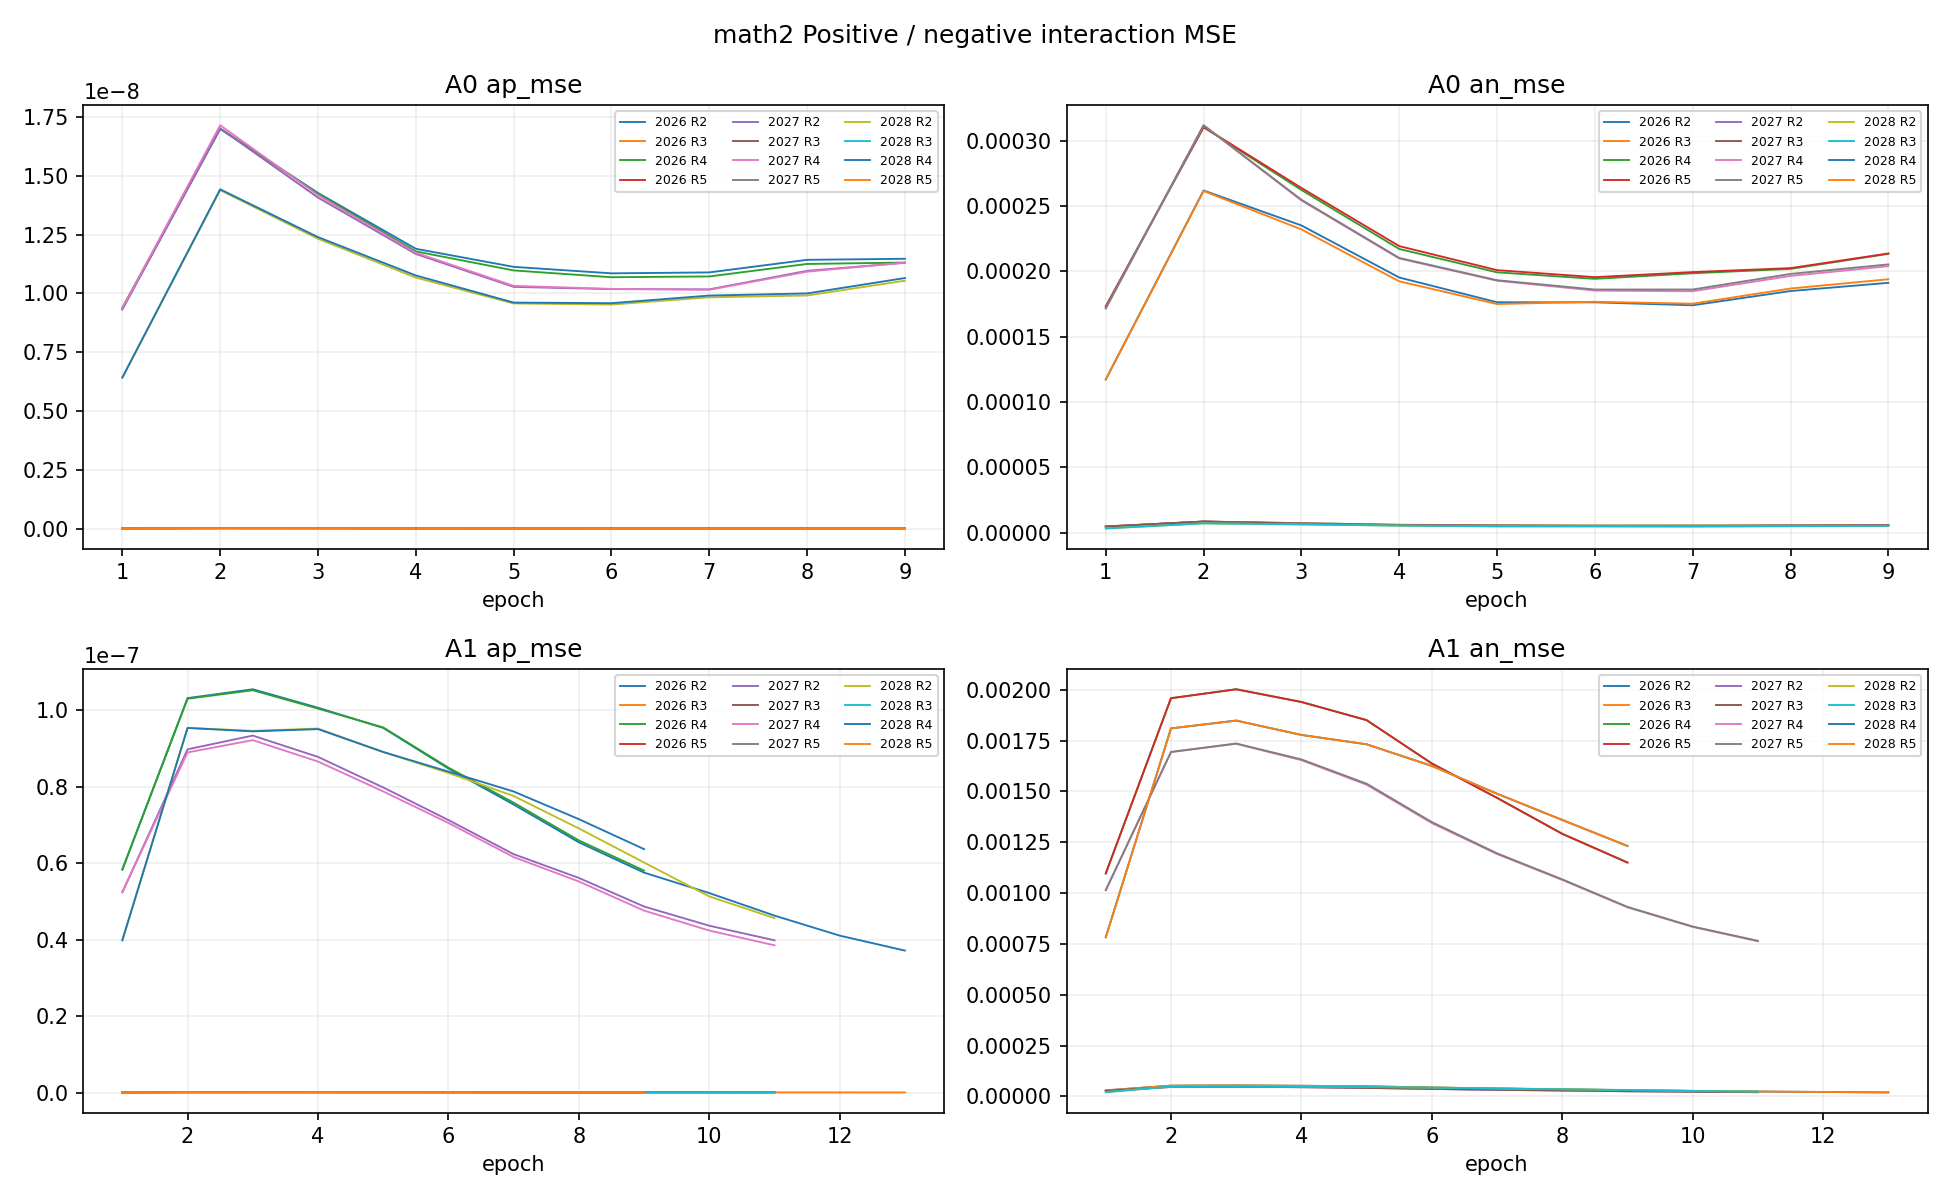 math2 Positive / negative interaction MSE
A0 ap_mse
1e−8
1.75
1.50
1.25
1.00
0.75
0.50
0.25
0.00
1 2 3 4 5 6 7 8 9
epoch
2026 R2 2027 R2 2028 R2
2026 R3 2027 R3 2028 R3
2026 R4 2027 R4 2028 R4
2026 R5 2027 R5 2028 R5
A0 an_mse
0.00030
0.00025
0.00020
0.00015
0.00010
0.00005
0.00000
1 2 3 4 5 6 7 8 9
epoch
2026 R2 2027 R2 2028 R2
2026 R3 2027 R3 2028 R3
2026 R4 2027 R4 2028 R4
2026 R5 2027 R5 2028 R5
A1 ap_mse
1e−7
1.0
0.8
0.6
0.4
0.2
0.0
2 4 6 8 10 12
epoch
2026 R2 2027 R2 2028 R2
2026 R3 2027 R3 2028 R3
2026 R4 2027 R4 2028 R4
2026 R5 2027 R5 2028 R5
A1 an_mse
0.00200
0.00175
0.00150
0.00125
0.00100
0.00075
0.00050
0.00025
0.00000
2 4 6 8 10 12
epoch
2026 R2 2027 R2 2028 R2
2026 R3 2027 R3 2028 R3
2026 R4 2027 R4 2028 R4
2026 R5 2027 R5 2028 R5